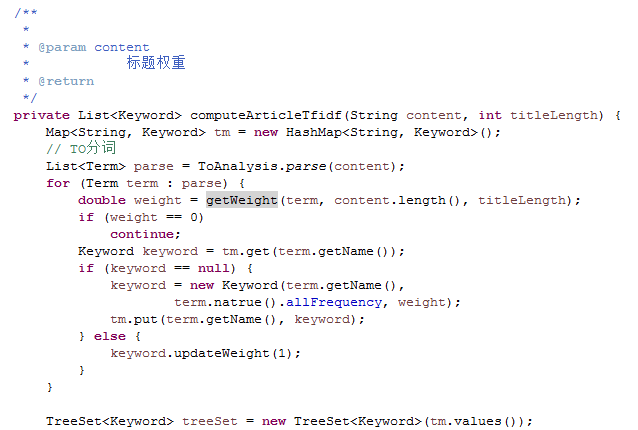 /**
 *
 * @param content
 *            标题权重
 * @return
 */
private List<Keyword> computeArticleTfidf(String content, int titleLength) {
    Map<String, Keyword> tm = new HashMap<String, Keyword>();
    // TO分词
    List<Term> parse = ToAnalysis.parse(content);
    for (Term term : parse) {
        double weight = getWeight(term, content.length(), titleLength);
        if (weight == 0)
            continue;
        Keyword keyword = tm.get(term.getName());
        if (keyword == null) {
            keyword = new Keyword(term.getName(),
                    term.natrue().allFrequency, weight);
            tm.put(term.getName(), keyword);
        } else {
            keyword.updateWeight(1);
        }
    }

    TreeSet<Keyword> treeSet = new TreeSet<Keyword>(tm.values());